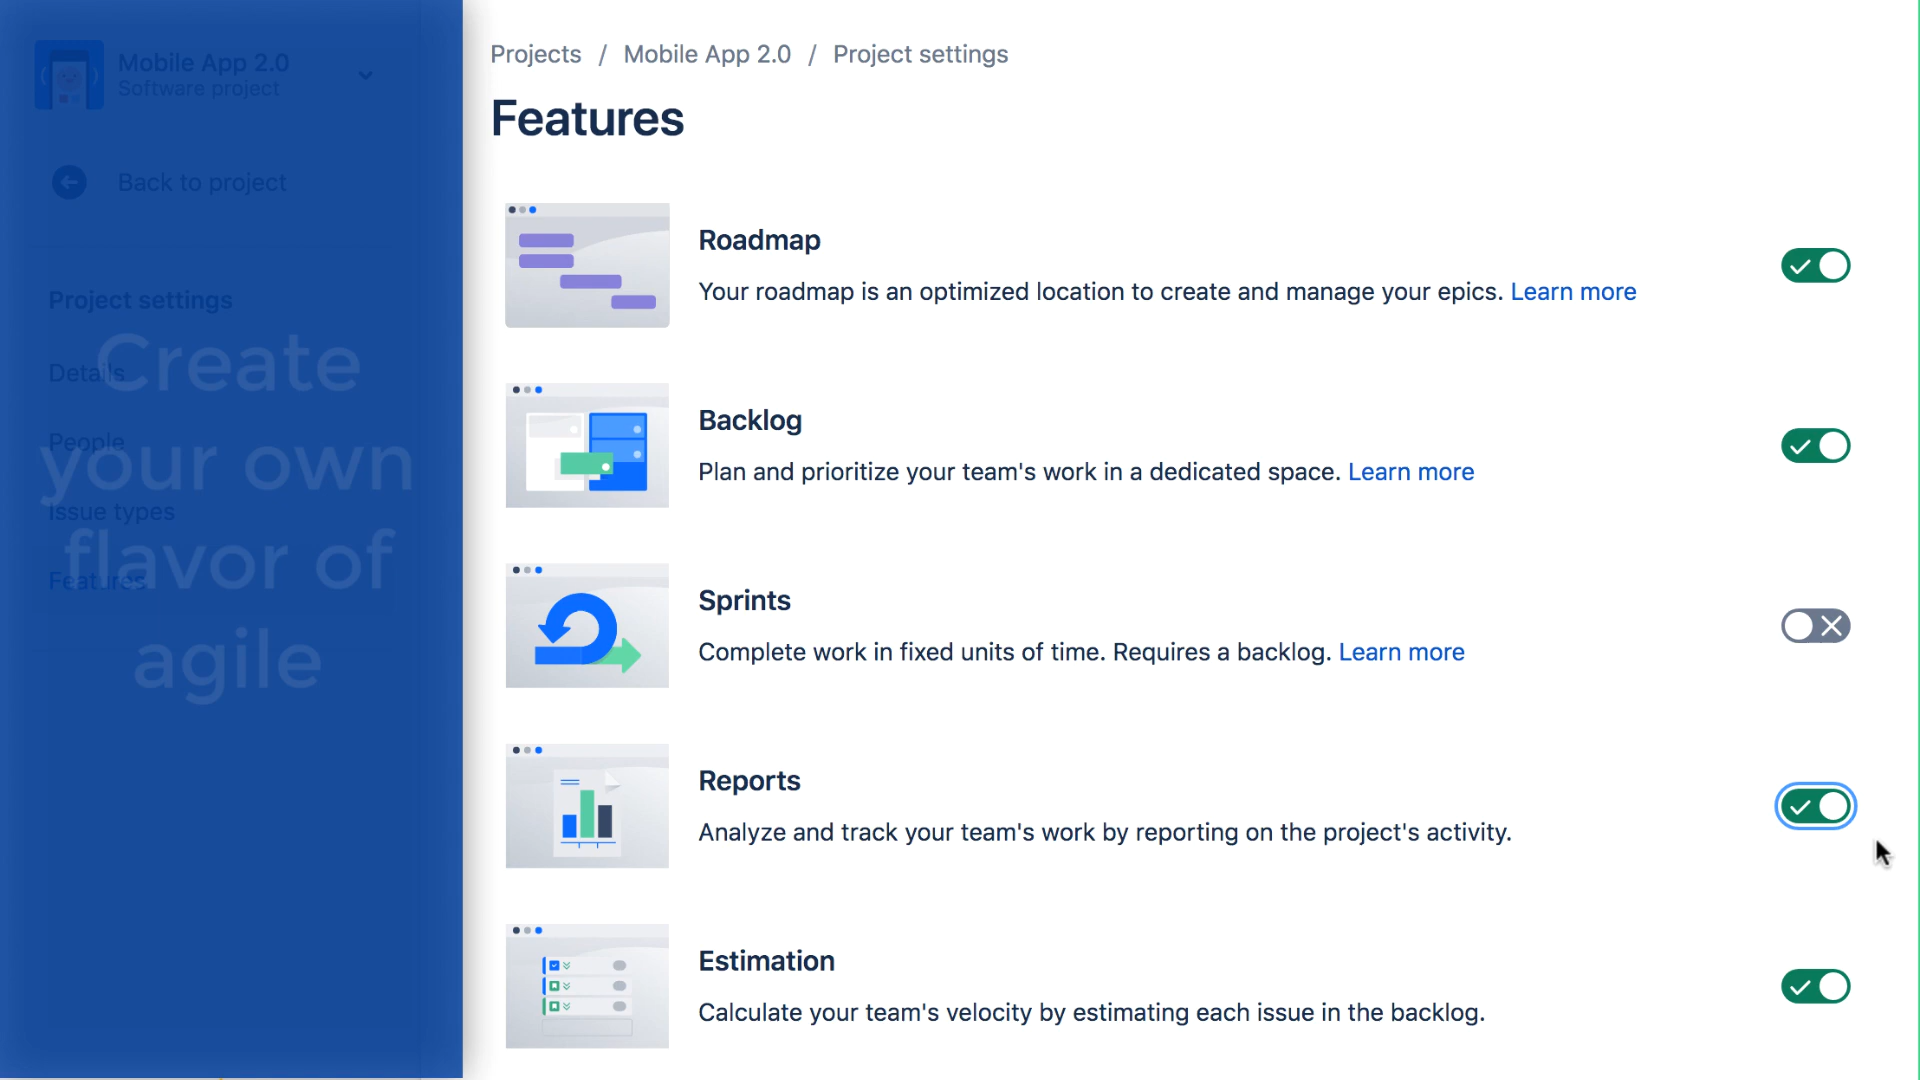 Mobile App 2.0
Software project
Back to project
Project settings
Details
People
Issue types
Features
Create
your own
flavor of
agile
Projects / Mobile App 2.0 / Project settings
Features
Roadmap
Your roadmap is an optimized location to create and manage your epics. Learn more
Backlog
Plan and prioritize your team's work in a dedicated space. Learn more
Sprints
Complete work in fixed units of time. Requires a backlog. Learn more
Reports
Analyze and track your team's work by reporting on the project's activity.
Estimation
Calculate your team's velocity by estimating each issue in the backlog.